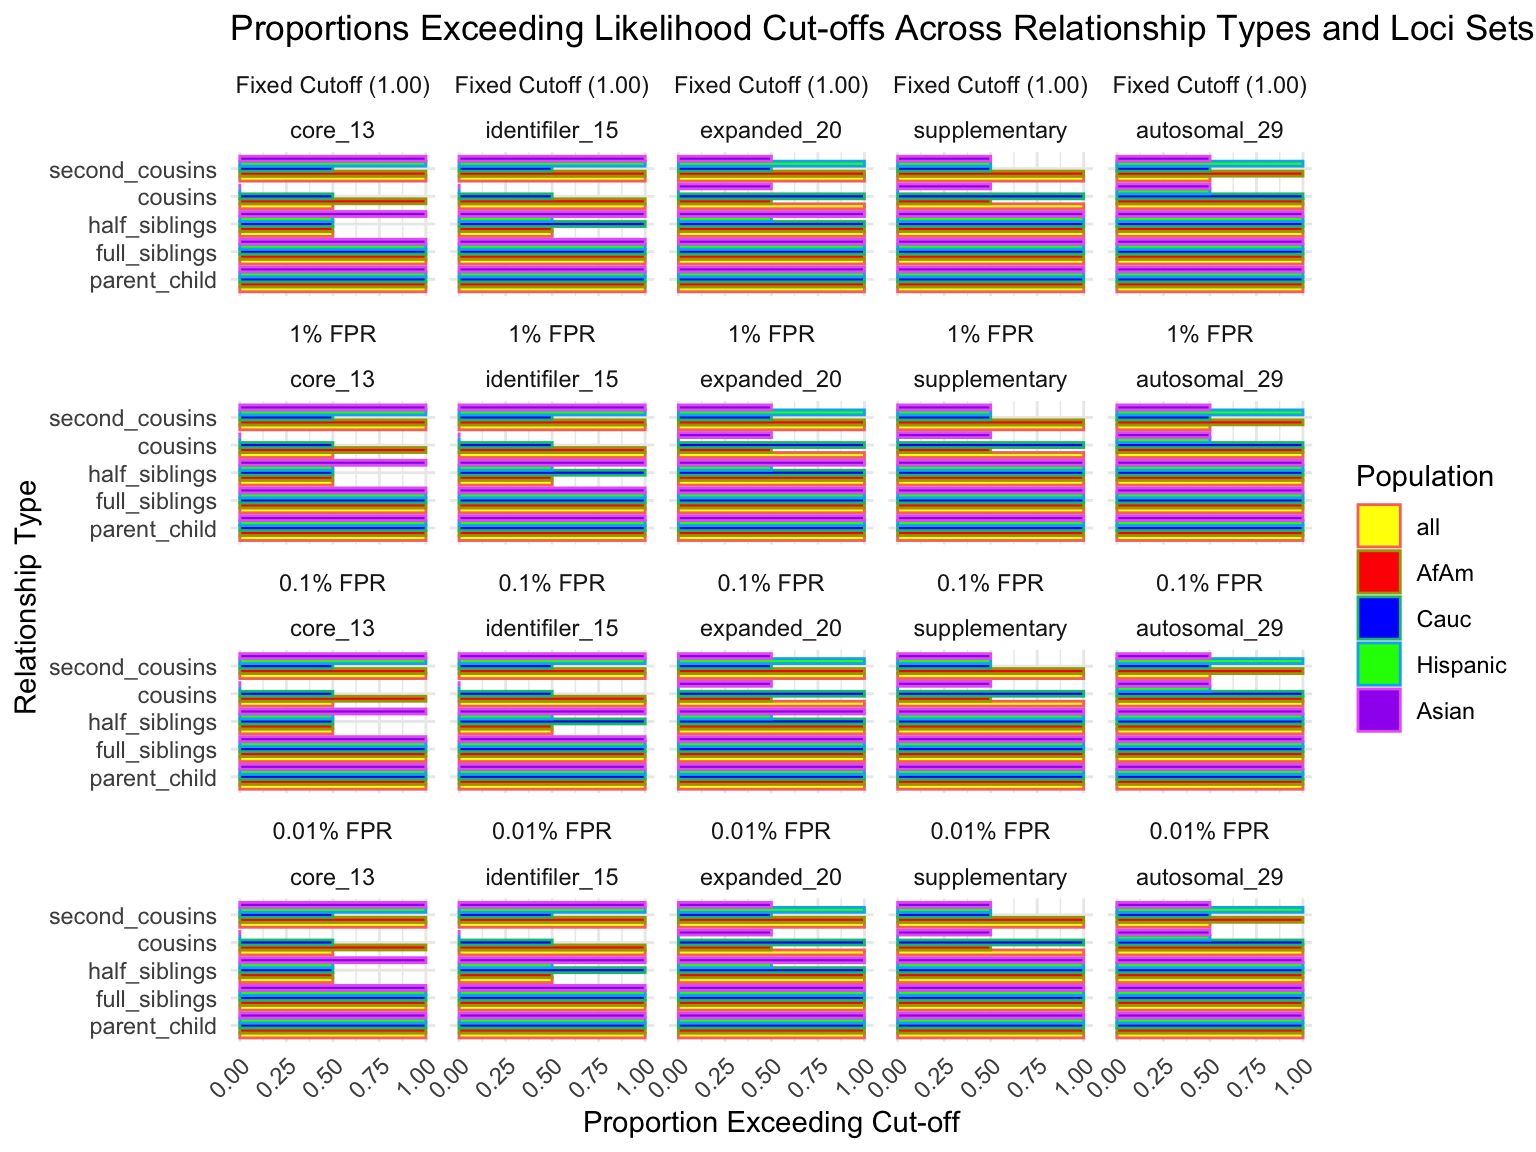 Proportions Exceeding Likelihood Cut-offs Across Relationship Types and Loci Sets
Fixed Cutoff (1.00) Fixed Cutoff (1.00) Fixed Cutoff (1.00) Fixed Cutoff (1.00) Fixed Cutoff (1.00)
core_13 identifiler_15 expanded_20 supplementary autosomal_29
second_cousins
cousins
half_siblings
full_siblings
parent_child
1% FPR 1% FPR 1% FPR 1% FPR 1% FPR
core_13 identifiler_15 expanded_20 supplementary autosomal_29
second_cousins
cousins
half_siblings
full_siblings
parent_child
0.1% FPR 0.1% FPR 0.1% FPR 0.1% FPR 0.1% FPR
core_13 identifiler_15 expanded_20 supplementary autosomal_29
second_cousins
cousins
half_siblings
full_siblings
parent_child
0.01% FPR 0.01% FPR 0.01% FPR 0.01% FPR 0.01% FPR
core_13 identifiler_15 expanded_20 supplementary autosomal_29
second_cousins
cousins
half_siblings
full_siblings
parent_child
0.00 0.25 0.50 0.75 1.00 0.00 0.25 0.50 0.75 1.00 0.00 0.25 0.50 0.75 1.00 0.00 0.25 0.50 0.75 1.00 0.00 0.25 0.50 0.75 1.00
Proportion Exceeding Cut-off
Relationship Type
Population
all
AfAm
Cauc
Hispanic
Asian